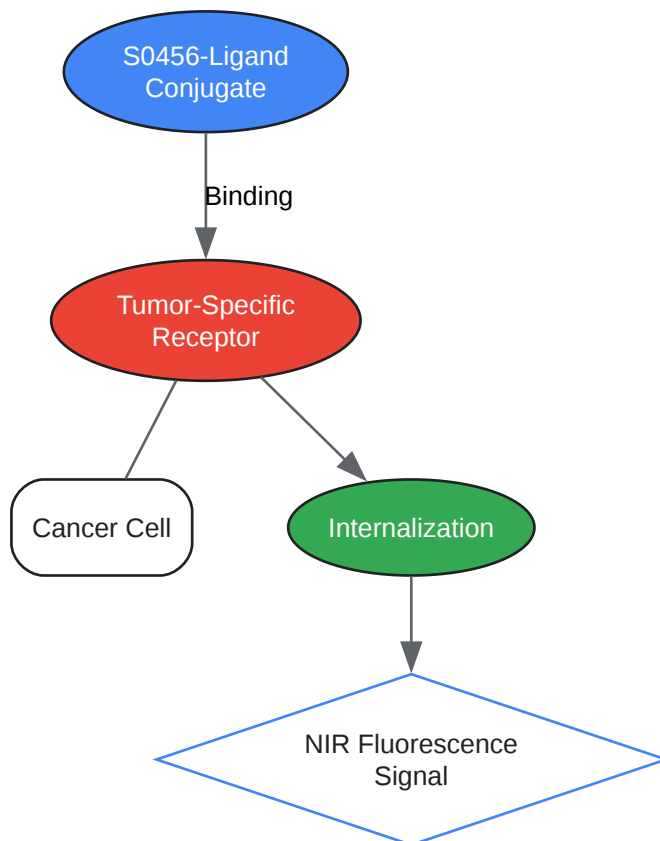 S0456-Ligand
Conjugate
Binding
Tumor-Specific
Receptor
Cancer Cell
Internalization
NIR Fluorescence
Signal